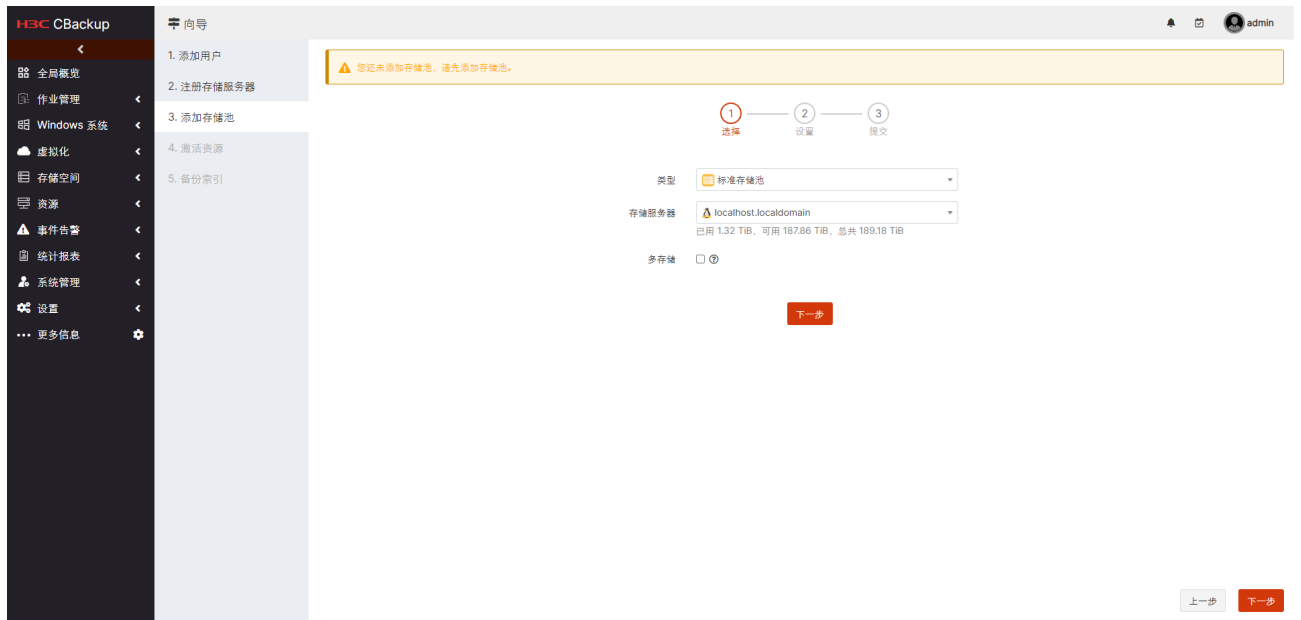 H3C CBackup
向导
admin
全局概览
作业管理
Windows 系统
虚拟化
存储空间
资源
事件告警
统计报表
系统管理
设置
更多信息
1. 添加用户
2. 注册存储服务器
3. 添加存储池
4. 激活资源
5. 备份索引
您还未添加存储池，请先添加存储池。
1 2 3
选择 设置 提交
类型 标准存储池
存储服务器 localhost.localdomain
已用 1.32 TiB，可用 187.86 TiB，总共 189.18 TiB
多存储
下一步
上一步 下一步